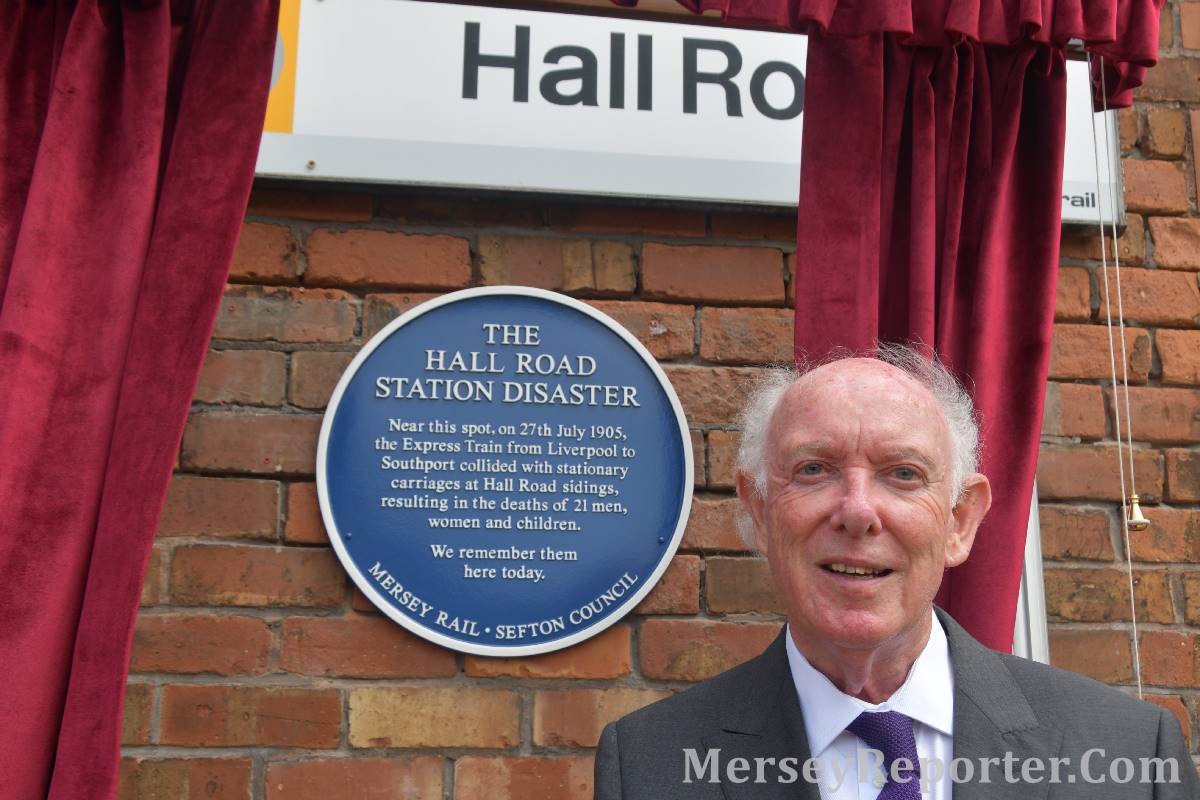 Hall Ro
rail
THE
HALL ROAD
STATION DISASTER
Near this spot, on 27th July 1905,
the Express Train from Liverpool to
Southport collided with stationary
carriages at Hall Road sidings,
resulting in the deaths of 21 men,
women and children.
We remember them
here today.
MERSEY RAIL · SEFTON COUNCIL
MerseyReporter.Com